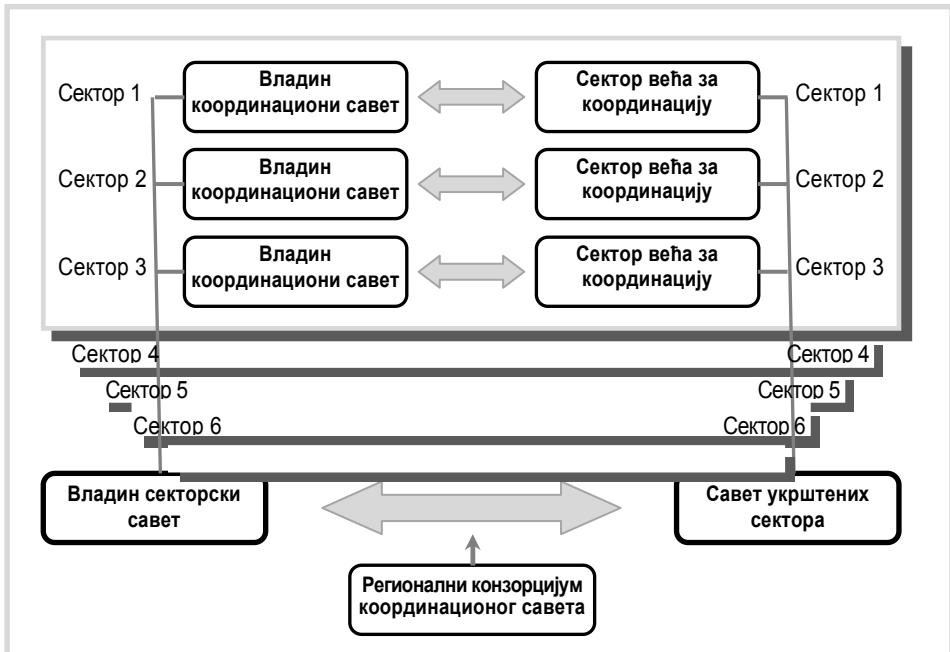 Сектор 1
Владин
координациони савет
Сектор већа за
координацију
Сектор 1
Сектор 2
Владин
координациони савет
Сектор већа за
координацију
Сектор 2
Сектор 3
Владин
координациони савет
Сектор већа за
координацију
Сектор 3
Сектор 4
Сектор 4
Сектор 5
Сектор 5
Сектор 6
Сектор 6
Владин секторски
савет
Савет укрштених
сектора
Регионални конзорцијум
координационог савета